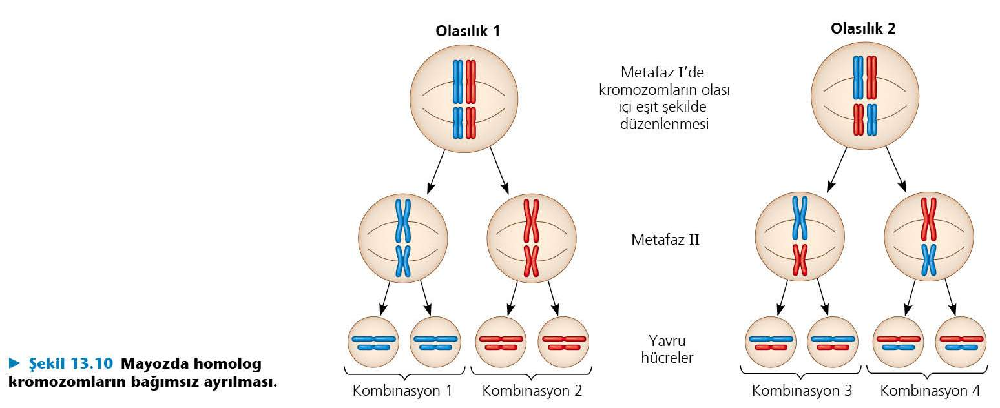 Olasılık 1
Olasılık 2
Metafaz I’de
kromozomların olası
içi eşit şekilde
düzenlenmesi
Metafaz II
Yavru
hücreler
Kombinasyon 1
Kombinasyon 2
Kombinasyon 3
Kombinasyon 4
► Şekil 13.10 Mayozda homolog
kromozomların bağımsız ayrılması.